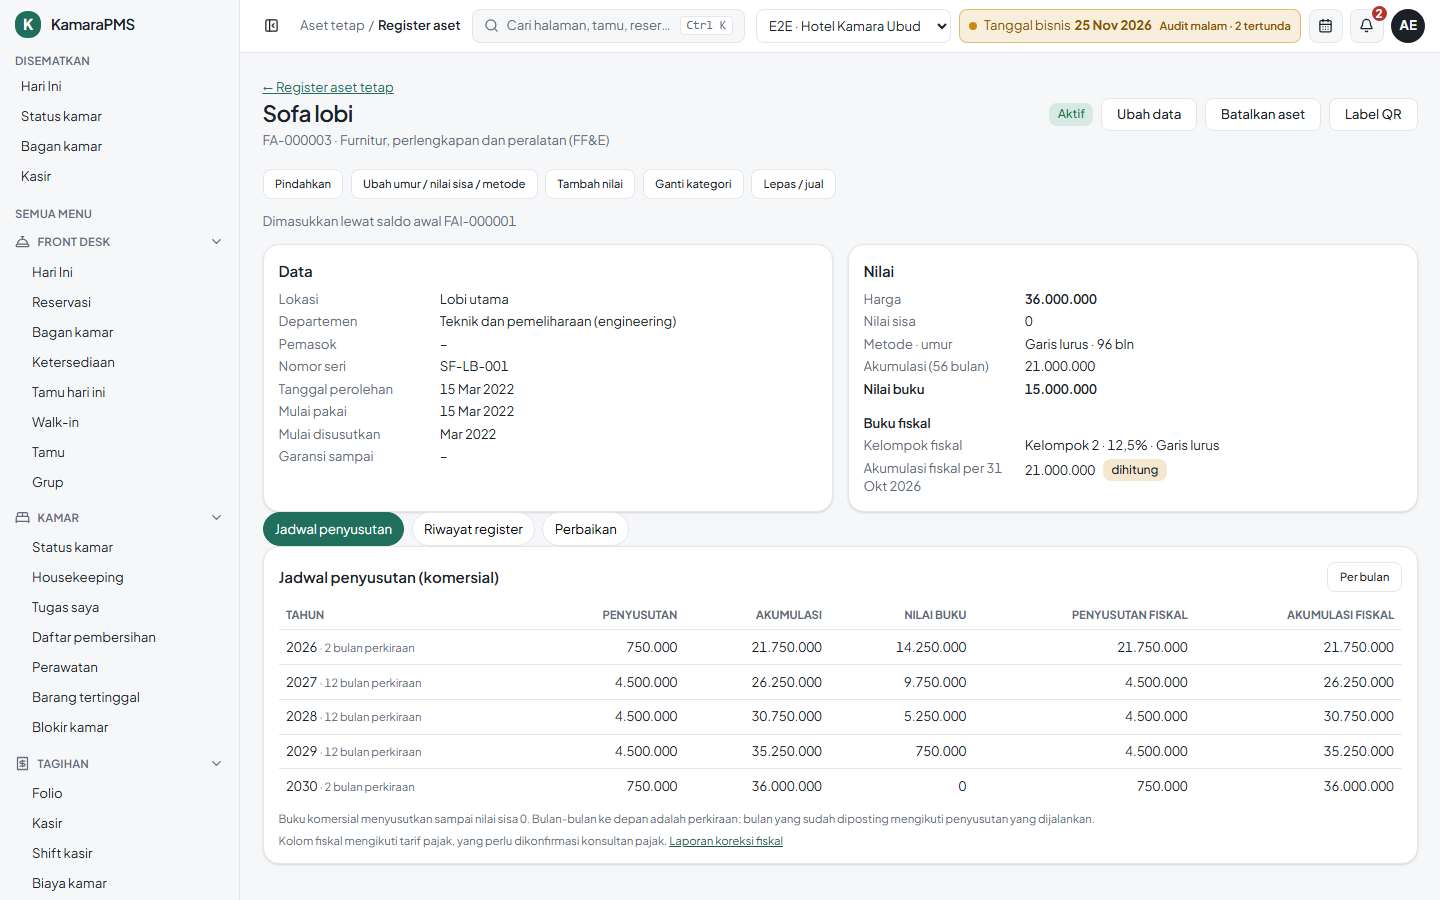 K KamaraPMS
DISEMATKAN
Hari Ini
Status kamar
Bagan kamar
Kasir
SEMUA MENU
FRONT DESK
Hari Ini
Reservasi
Bagan kamar
Ketersediaan
Tamu hari ini
Walk-in
Tamu
Grup
KAMAR
Status kamar
Housekeeping
Tugas saya
Daftar pembersihan
Perawatan
Barang tertinggal
Blokir kamar
TAGIHAN
Folio
Kasir
Shift kasir
Biaya kamar
Aset tetap / Register aset
Cari halaman, tamu, reser... Ctrl K
E2E · Hotel Kamara Ubud
Tanggal bisnis 25 Nov 2026 Audit malam · 2 tertunda
2
AE
← Register aset tetap
Sofa lobi
FA-000003 · Furnitur, perlengkapan dan peralatan (FF&E)
Aktif
Ubah data
Batalkan aset
Label QR
Pindahkan
Ubah umur / nilai sisa / metode
Tambah nilai
Ganti kategori
Lepas / jual
Dimasukkan lewat saldo awal FAI-000001
Data
Lokasi Lobi utama
Departemen Teknik dan pemeliharaan (engineering)
Pemasok –
Nomor seri SF-LB-001
Tanggal perolehan 15 Mar 2022
Mulai pakai 15 Mar 2022
Mulai disusutkan Mar 2022
Garansi sampai –
Nilai
Harga 36.000.000
Nilai sisa 0
Metode · umur Garis lurus · 96 bln
Akumulasi (56 bulan) 21.000.000
Nilai buku 15.000.000
Buku fiskal
Kelompok fiskal Kelompok 2 · 12,5% · Garis lurus
Akumulasi fiskal per 31 Okt 2026 21.000.000 dihitung
Jadwal penyusutan
Riwayat register
Perbaikan
Jadwal penyusutan (komersial)
Per bulan
TAHUN PENYUSUTAN AKUMULASI NILAI BUKU PENYUSUTAN FISKAL AKUMULASI FISKAL
2026 · 2 bulan perkiraan 750.000 21.750.000 14.250.000 21.750.000 21.750.000
2027 · 12 bulan perkiraan 4.500.000 26.250.000 9.750.000 4.500.000 26.250.000
2028 · 12 bulan perkiraan 4.500.000 30.750.000 5.250.000 4.500.000 30.750.000
2029 · 12 bulan perkiraan 4.500.000 35.250.000 750.000 4.500.000 35.250.000
2030 · 2 bulan perkiraan 750.000 36.000.000 0 750.000 36.000.000
Buku komersial menyusutkan sampai nilai sisa 0. Bulan-bulan ke depan adalah perkiraan; bulan yang sudah diposting mengikuti penyusutan yang dijalankan.
Kolom fiskal mengikuti tarif pajak, yang perlu dikonfirmasi konsultan pajak. Laporan koreksi fiskal